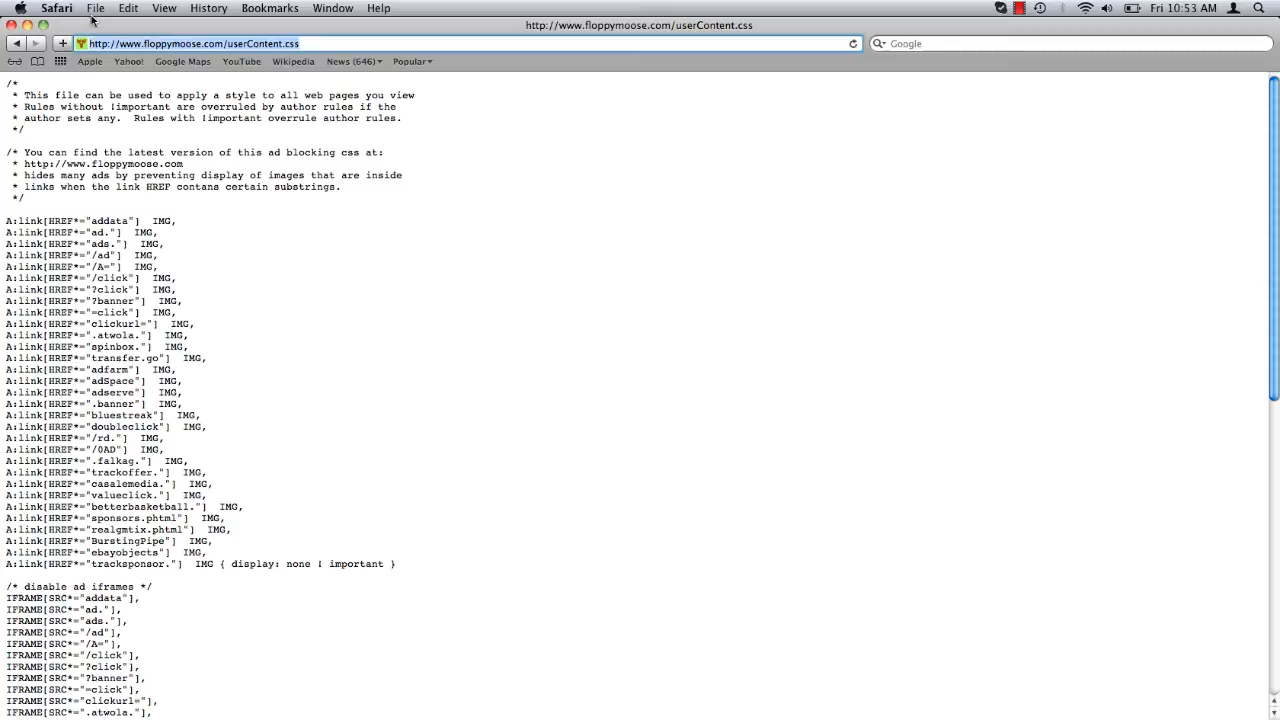 Safari File Edit View History Bookmarks Window Help Fri 10:53 AM
http://www.floppymoose.com/userContent.css
http://www.floppymoose.com/userContent.css Google
Apple Yahoo! Google Maps YouTube Wikipedia News (646) Popular
/*
* This file can be used to apply a style to all web pages you view
* Rules without !important are overruled by author rules if the
* author sets any. Rules with !important overrule author rules.
*/
/* You can find the latest version of this ad blocking css at:
* http://www.floppymoose.com
* hides many ads by preventing display of images that are inside
* links when the link HREF contans certain substrings.
*/
A:link[HREF*="addata"] IMG,
A:link[HREF*="ad."] IMG,
A:link[HREF*="ads."] IMG,
A:link[HREF*="/ad"] IMG,
A:link[HREF*="/A="] IMG,
A:link[HREF*="/click"] IMG,
A:link[HREF*="?click"] IMG,
A:link[HREF*="?banner"] IMG,
A:link[HREF*="=click"] IMG,
A:link[HREF*="clickurl="] IMG,
A:link[HREF*=".atwola."] IMG,
A:link[HREF*="spinbox."] IMG,
A:link[HREF*="transfer.go"] IMG,
A:link[HREF*="adfarm"] IMG,
A:link[HREF*="adSpace"] IMG,
A:link[HREF*="adserve"] IMG,
A:link[HREF*=".banner"] IMG,
A:link[HREF*="bluestreak"] IMG,
A:link[HREF*="doubleclick"] IMG,
A:link[HREF*="/rd."] IMG,
A:link[HREF*="/0AD"] IMG,
A:link[HREF*=".falkag."] IMG,
A:link[HREF*="trackoffer."] IMG,
A:link[HREF*="casalemedia."] IMG,
A:link[HREF*="valueclick."] IMG,
A:link[HREF*="betterbasketball."] IMG,
A:link[HREF*="sponsors.phtml"] IMG,
A:link[HREF*="realgmtix.phtml"] IMG,
A:link[HREF*="BurstingPipe"] IMG,
A:link[HREF*="ebayobjects"] IMG,
A:link[HREF*="tracksponsor."] IMG { display: none ! important }
/* disable ad iframes */
IFRAME[SRC*="addata"],
IFRAME[SRC*="ad."],
IFRAME[SRC*="ads."],
IFRAME[SRC*="/ad"],
IFRAME[SRC*="/A="],
IFRAME[SRC*="/click"],
IFRAME[SRC*="?click"],
IFRAME[SRC*="?banner"],
IFRAME[SRC*="=click"],
IFRAME[SRC*="clickurl="],
IFRAME[SRC*=".atwola."],